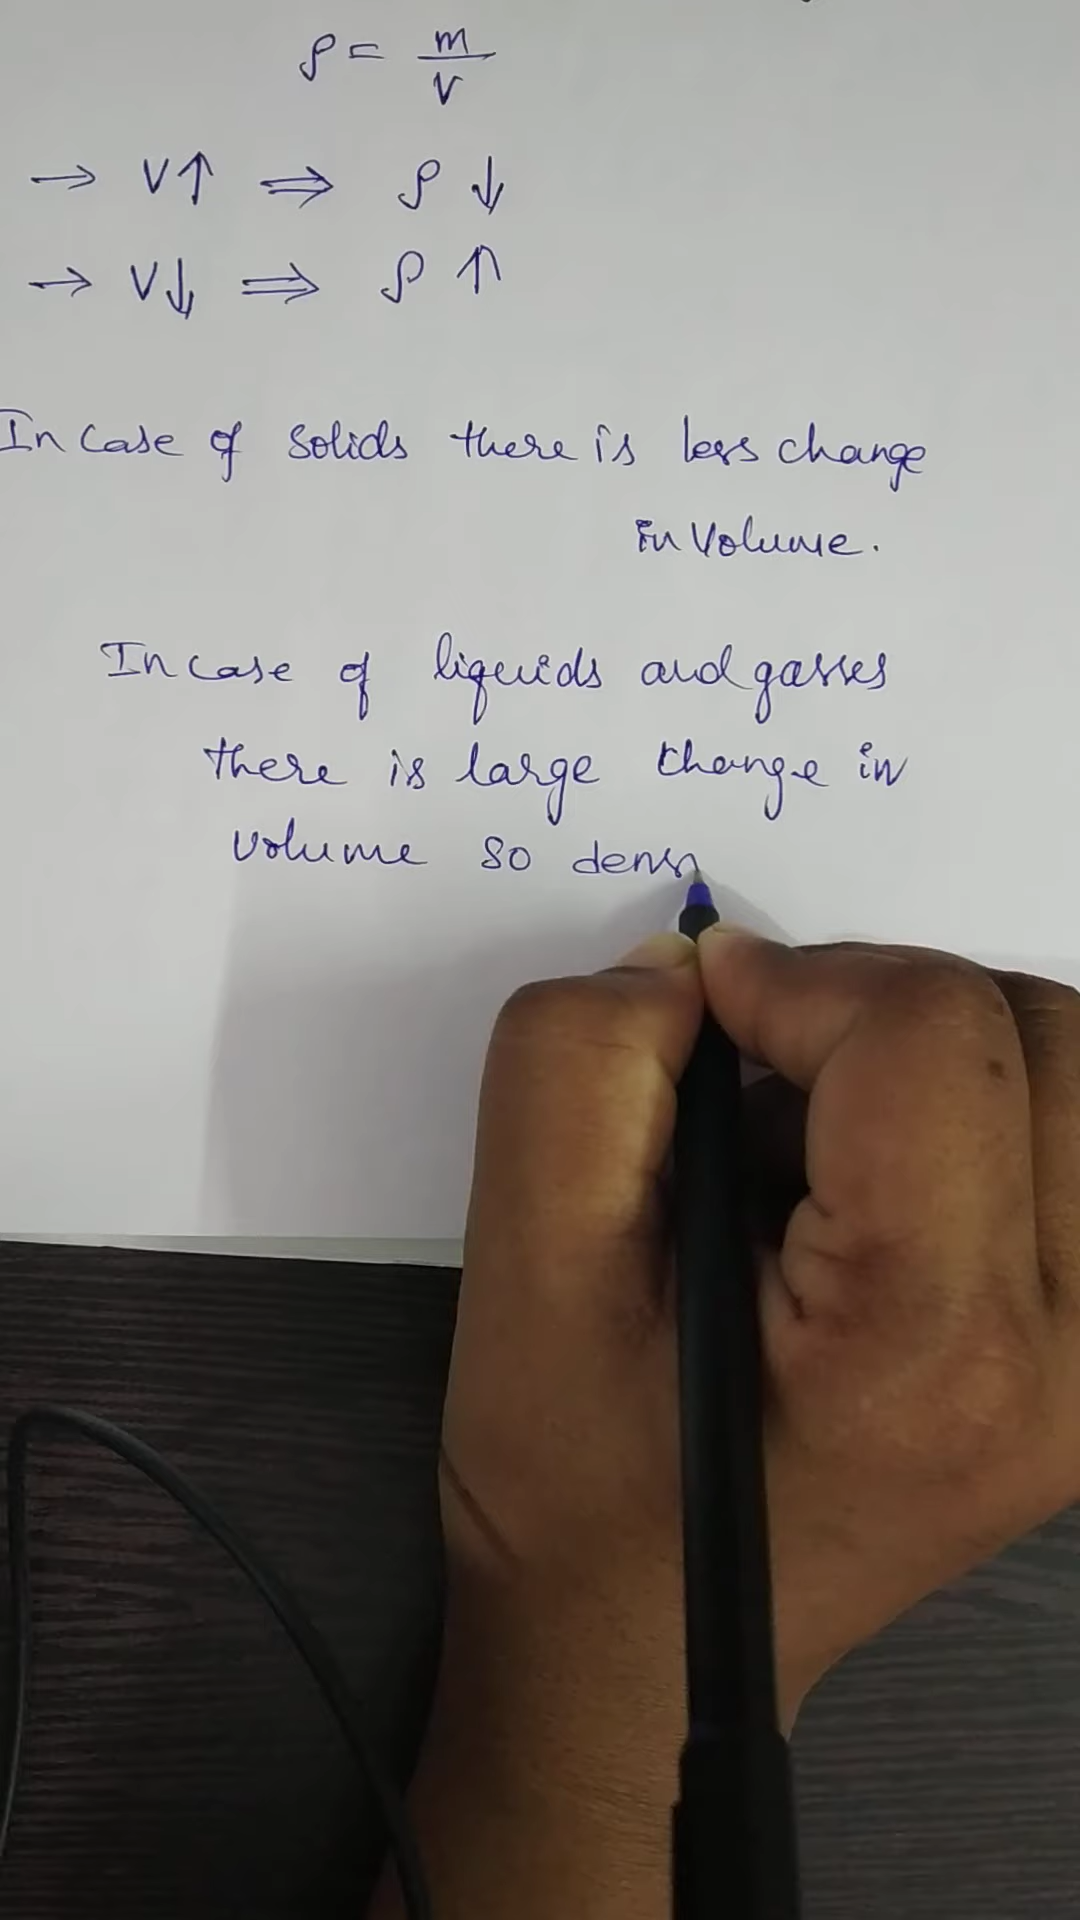 ρ = m/V
→ V↑ ⇒ ρ ↓
→ V↓ ⇒ ρ ↑
In Case of Solids there is less change
in Volume.
In case of liquids and gasses
there is large change in
volume so dens